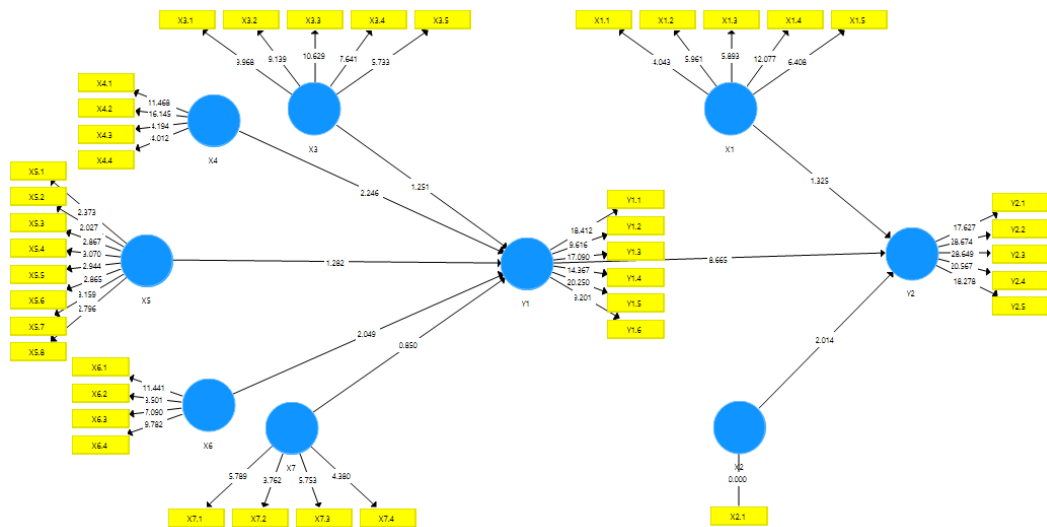 X3.1 X3.2 X3.3 X3.4 X3.5
X1.1 X1.2 X1.3 X1.4 X1.5
3.968 9.139 10.629 7.641 5.733
4.043 5.961 5.893 12.077 6.408
X4.1
X4.2
X4.3
X4.4
11.468
16.145
4.194
4.012
X4
X3
X1
X5.1
X5.2
X5.3
X5.4
X5.5
X5.6
X5.7
X5.8
2.373
2.027
2.867
3.070
2.944
2.865
3.159
2.796
X5
2.246
1.251
1.325
1.282
Y1.1
Y1.2
Y1.3
Y1.4
Y1.5
Y1.6
18.412
9.616
17.090
14.367
20.250
3.201
Y1
8.665
Y2.1
Y2.2
Y2.3
Y2.4
Y2.5
17.627
28.674
28.649
20.567
18.278
Y2
2.049
0.850
2.014
X6.1
X6.2
X6.3
X6.4
11.441
3.501
7.090
9.782
X6
X7
X2
5.789 3.762 5.753 4.380
0.000
X7.1 X7.2 X7.3 X7.4
X2.1